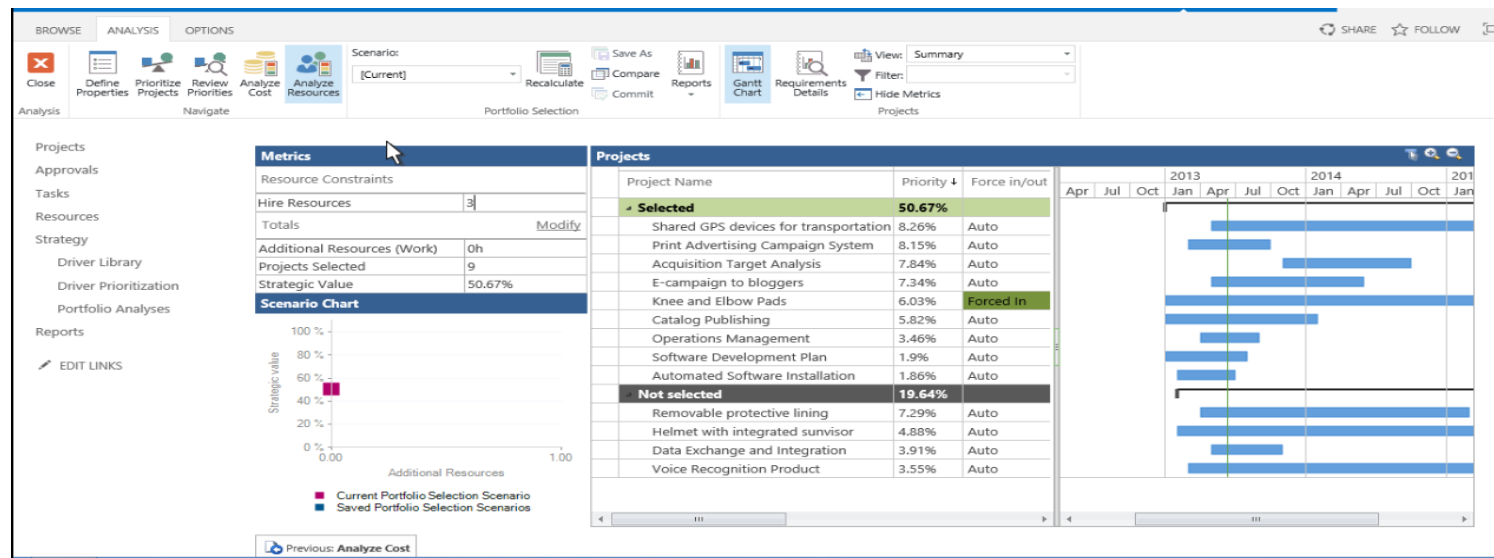 BROWSE ANALYSIS OPTIONS SHARE FOLLOW
Close
Define Properties
Prioritize Projects
Review Priorities
Analyze Cost
Analyze Resources
Scenario:
[Current]
Recalculate
Save As
Compare
Commit
Reports
Gantt Chart
Requirements Details
View: Summary
Filter:
Hide Metrics
Analysis Navigate Portfolio Selection Projects
Projects
Approvals
Tasks
Resources
Strategy
Driver Library
Driver Prioritization
Portfolio Analyses
Reports
EDIT LINKS
Metrics
Resource Constraints
Hire Resources 3
Totals Modify
Additional Resources (Work) 0h
Projects Selected 9
Strategic Value 50.67%
Scenario Chart
100 %
80 %
60 %
40 %
20 %
0 %
Strategic value
0.00 1.00
Additional Resources
Current Portfolio Selection Scenario
Saved Portfolio Selection Scenarios
Previous: Analyze Cost
Projects
Project Name Priority Force in/out
Selected 50.67%
Shared GPS devices for transportation 8.26% Auto
Print Advertising Campaign System 8.15% Auto
Acquisition Target Analysis 7.84% Auto
E-campaign to bloggers 7.34% Auto
Knee and Elbow Pads 6.03% Forced In
Catalog Publishing 5.82% Auto
Operations Management 3.46% Auto
Software Development Plan 1.9% Auto
Automated Software Installation 1.86% Auto
Not selected 19.64%
Removable protective lining 7.29% Auto
Helmet with integrated sunvisor 4.88% Auto
Data Exchange and Integration 3.91% Auto
Voice Recognition Product 3.55% Auto
2013 2014 201
Apr Jul Oct Jan Apr Jul Oct Jan Apr Jul Oct Jan